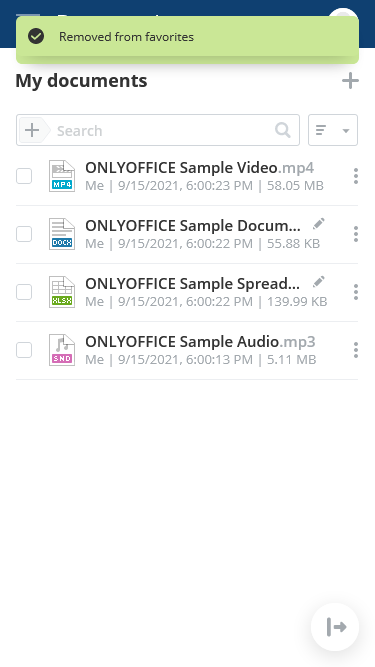 Removed from favorites
My documents
Search
ONLYOFFICE Sample Video.mp4
MP4
Me | 9/15/2021, 6:00:23 PM | 58.05 MB
ONLYOFFICE Sample Docum...
DOCX
Me | 9/15/2021, 6:00:22 PM | 55.88 KB
ONLYOFFICE Sample Spread...
XLSX
Me | 9/15/2021, 6:00:22 PM | 139.99 KB
ONLYOFFICE Sample Audio.mp3
SND
Me | 9/15/2021, 6:00:13 PM | 5.11 MB